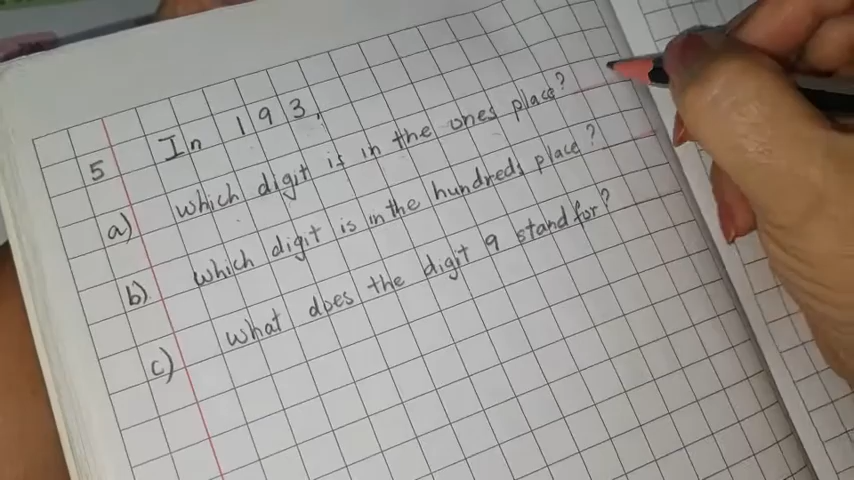 5 In 193,
a) which digit is in the ones place?
b) which digit is in the hundreds place?
c) what does the digit 9 stand for?